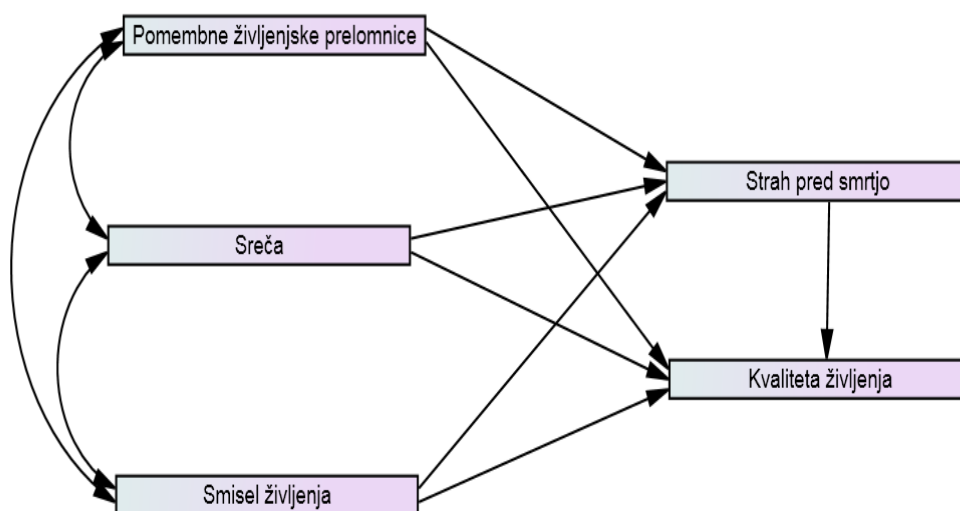 Pomembne življenjske prelomnice
Strah pred smrtjo
Sreča
Kvaliteta življenja
Smisel življenja